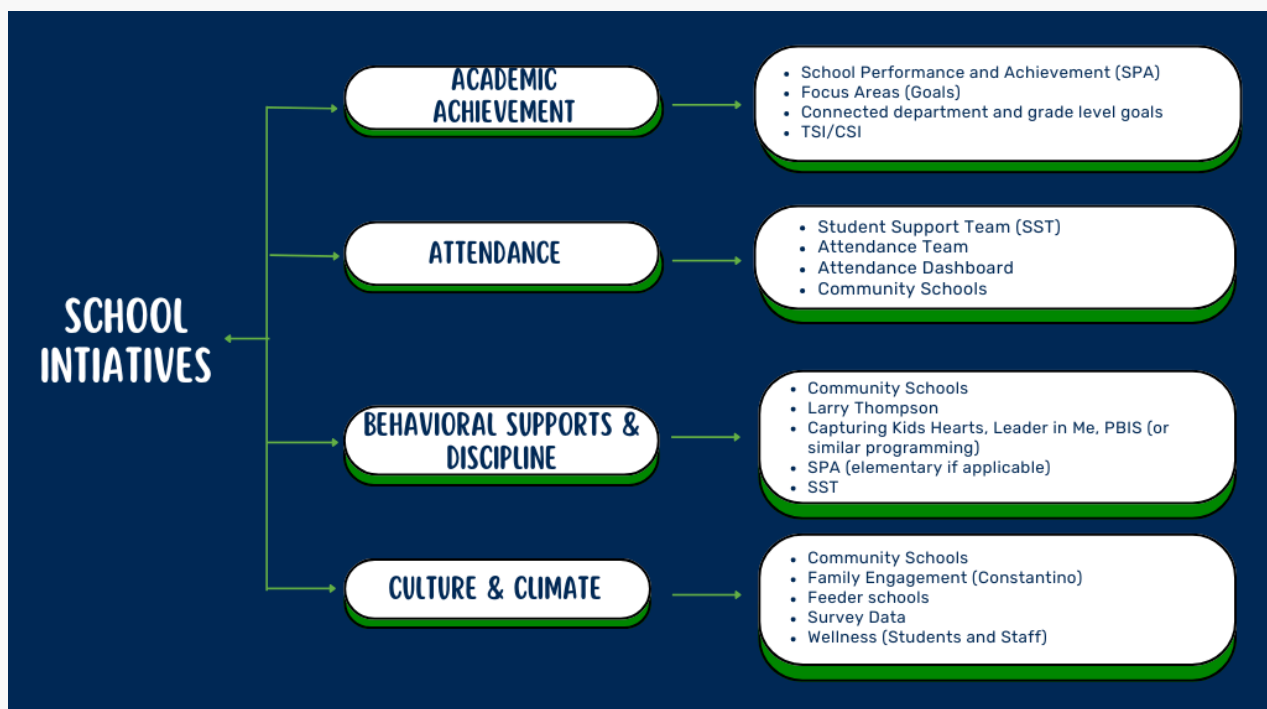 SCHOOL
INTIATIVES
ACADEMIC
ACHIEVEMENT
• School Performance and Achievement (SPA)
• Focus Areas (Goals)
• Connected department and grade level goals
• TSI/CSI
ATTENDANCE
• Student Support Team (SST)
• Attendance Team
• Attendance Dashboard
• Community Schools
BEHAVIORAL SUPPORTS &
DISCIPLINE
• Community Schools
• Larry Thompson
• Capturing Kids Hearts, Leader in Me, PBIS (or
similar programming)
• SPA (elementary if applicable)
• SST
CULTURE & CLIMATE
• Community Schools
• Family Engagement (Constantino)
• Feeder schools
• Survey Data
• Wellness (Students and Staff)